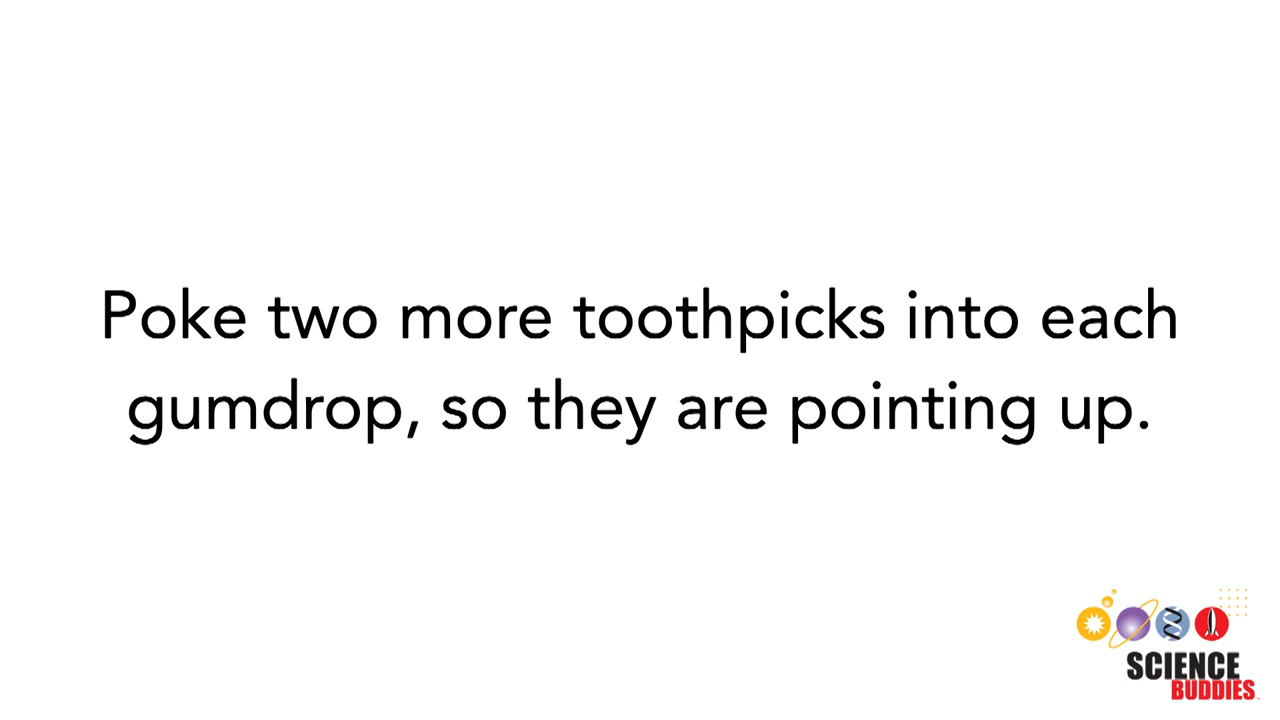 Poke two more toothpicks into each
gumdrop, so they are pointing up.
SCIENCE
BUDDIES